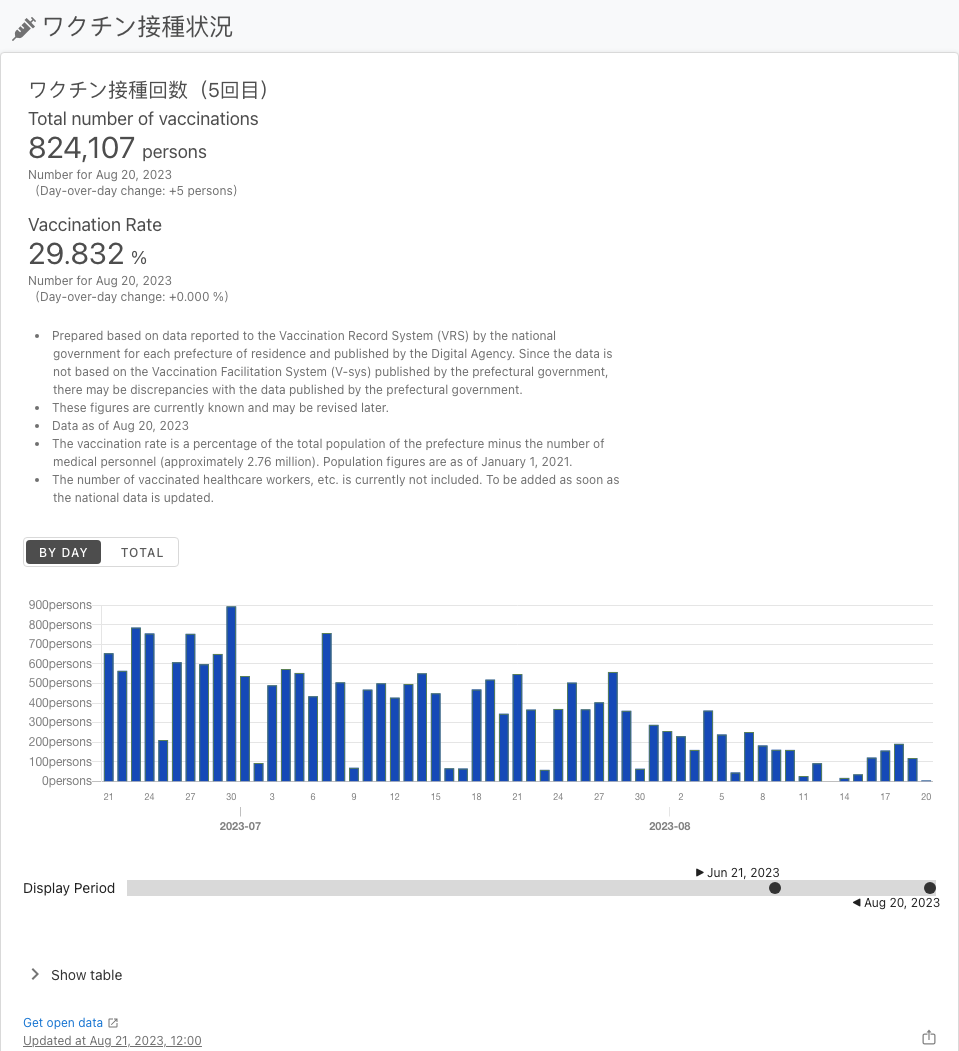 ワクチン接種状況
ワクチン接種回数（5回目）
Total number of vaccinations
824,107 persons
Number for Aug 20, 2023
（Day-over-day change: +5 persons）
Vaccination Rate
29.832 %
Number for Aug 20, 2023
（Day-over-day change: +0.000 %）
• Prepared based on data reported to the Vaccination Record System (VRS) by the national
government for each prefecture of residence and published by the Digital Agency. Since the data is
not based on the Vaccination Facilitation System (V-sys) published by the prefectural government,
there may be discrepancies with the data published by the prefectural government.
• These figures are currently known and may be revised later.
• Data as of Aug 20, 2023
• The vaccination rate is a percentage of the total population of the prefecture minus the number of
medical personnel (approximately 2.76 million). Population figures are as of January 1, 2021.
• The number of vaccinated healthcare workers, etc. is currently not included. To be added as soon as
the national data is updated.
BY DAY TOTAL
900persons
800persons
700persons
600persons
500persons
400persons
300persons
200persons
100persons
0persons
21 24 27 30 3 6 9 12 15 18 21 24 27 30 2 5 8 11 14 17 20
2023-07 2023-08
Jun 21, 2023
Display Period
Aug 20, 2023
Show table
Get open data
Updated at Aug 21, 2023, 12:00